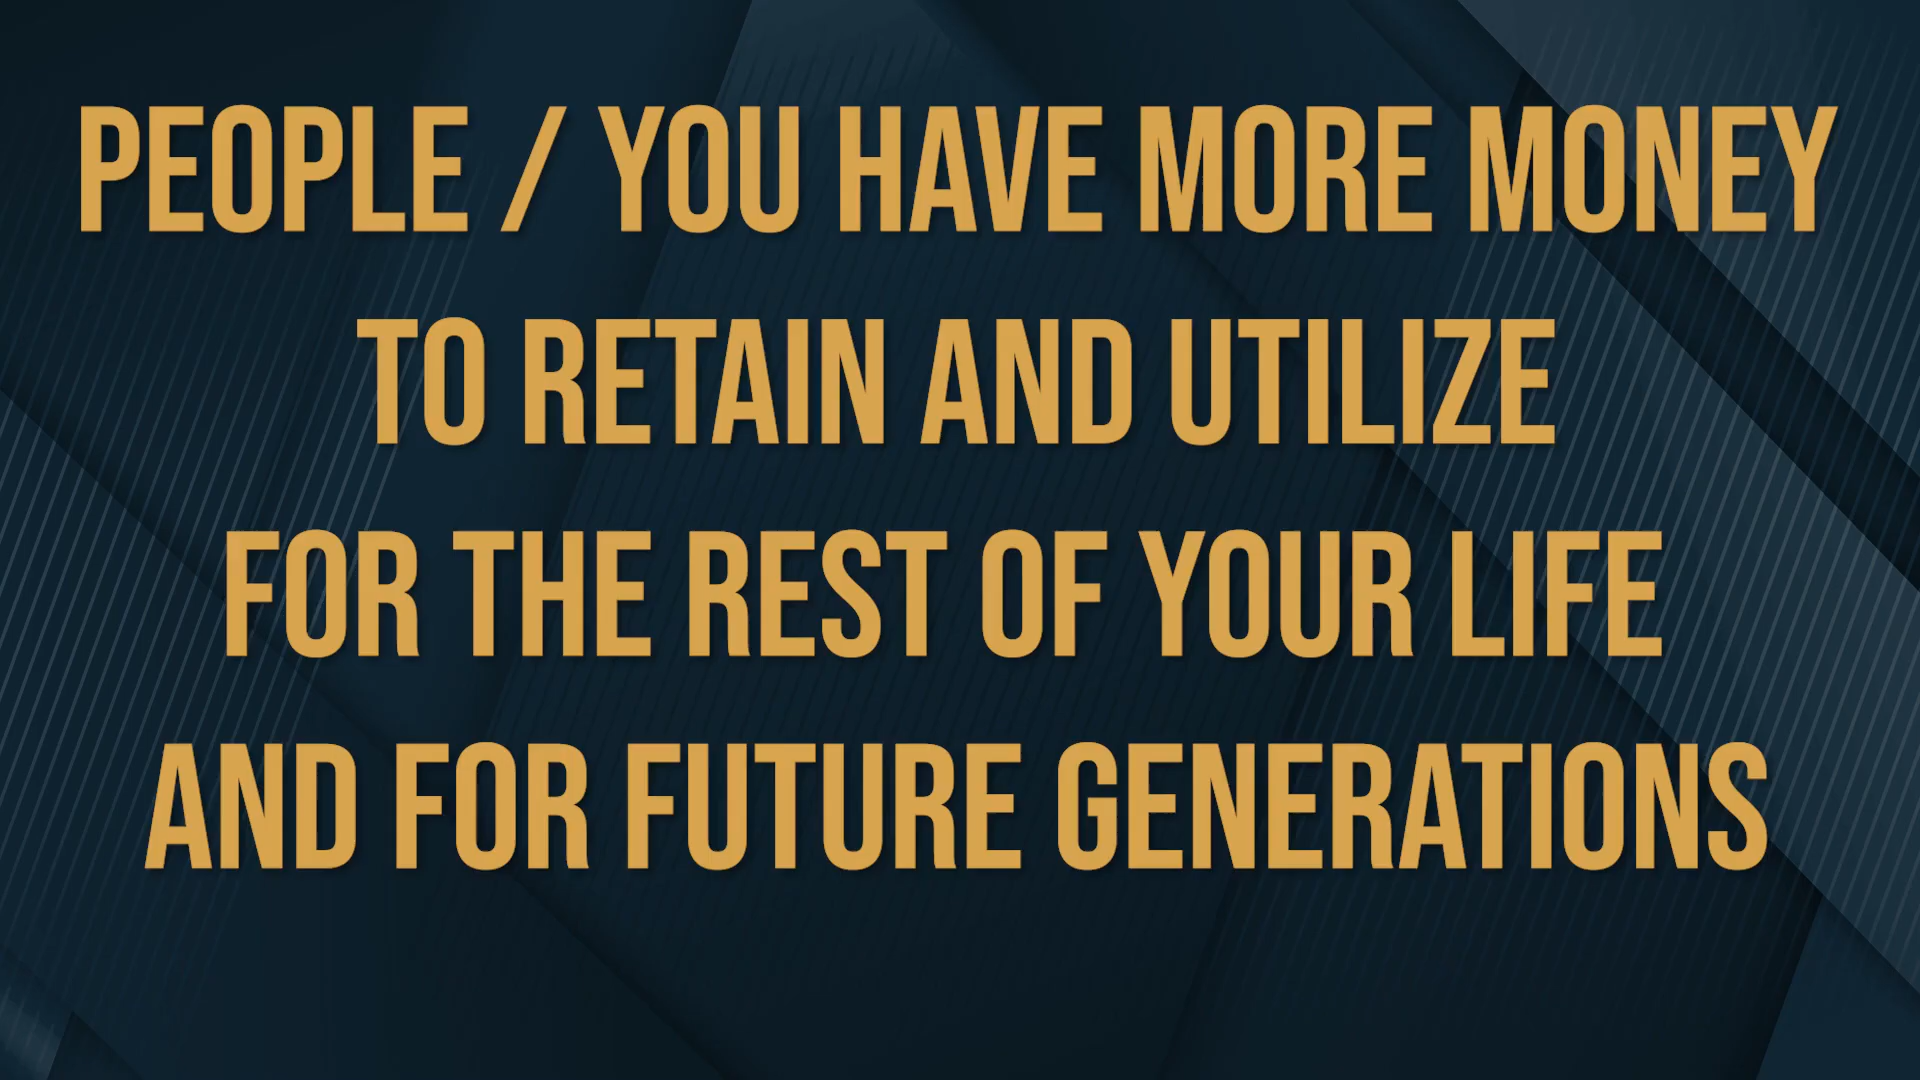 PEOPLE / YOU HAVE MORE MONEY
TO RETAIN AND UTILIZE
FOR THE REST OF YOUR LIFE
AND FOR FUTURE GENERATIONS